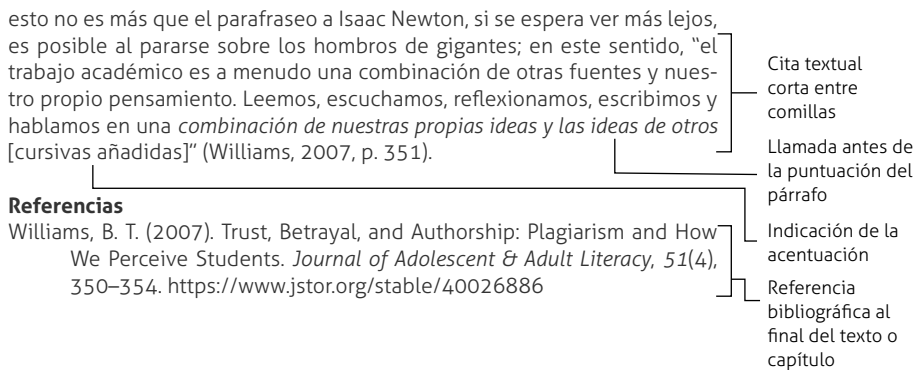 esto no es más que el parafraseo a Isaac Newton, si se espera ver más lejos,
es posible al pararse sobre los hombros de gigantes; en este sentido, “el
trabajo académico es a menudo una combinación de otras fuentes y nues-
tro propio pensamiento. Leemos, escuchamos, reflexionamos, escribimos y
hablamos en una combinación de nuestras propias ideas y las ideas de otros
[cursivas añadidas]” (Williams, 2007, p. 351).
Referencias
Williams, B. T. (2007). Trust, Betrayal, and Authorship: Plagiarism and How
We Perceive Students. Journal of Adolescent & Adult Literacy, 51(4),
350–354. https://www.jstor.org/stable/40026886
Cita textual
corta entre
comillas
Llamada antes de
la puntuación del
párrafo
Indicación de la
acentuación
Referencia
bibliográfica al
final del texto o
capítulo